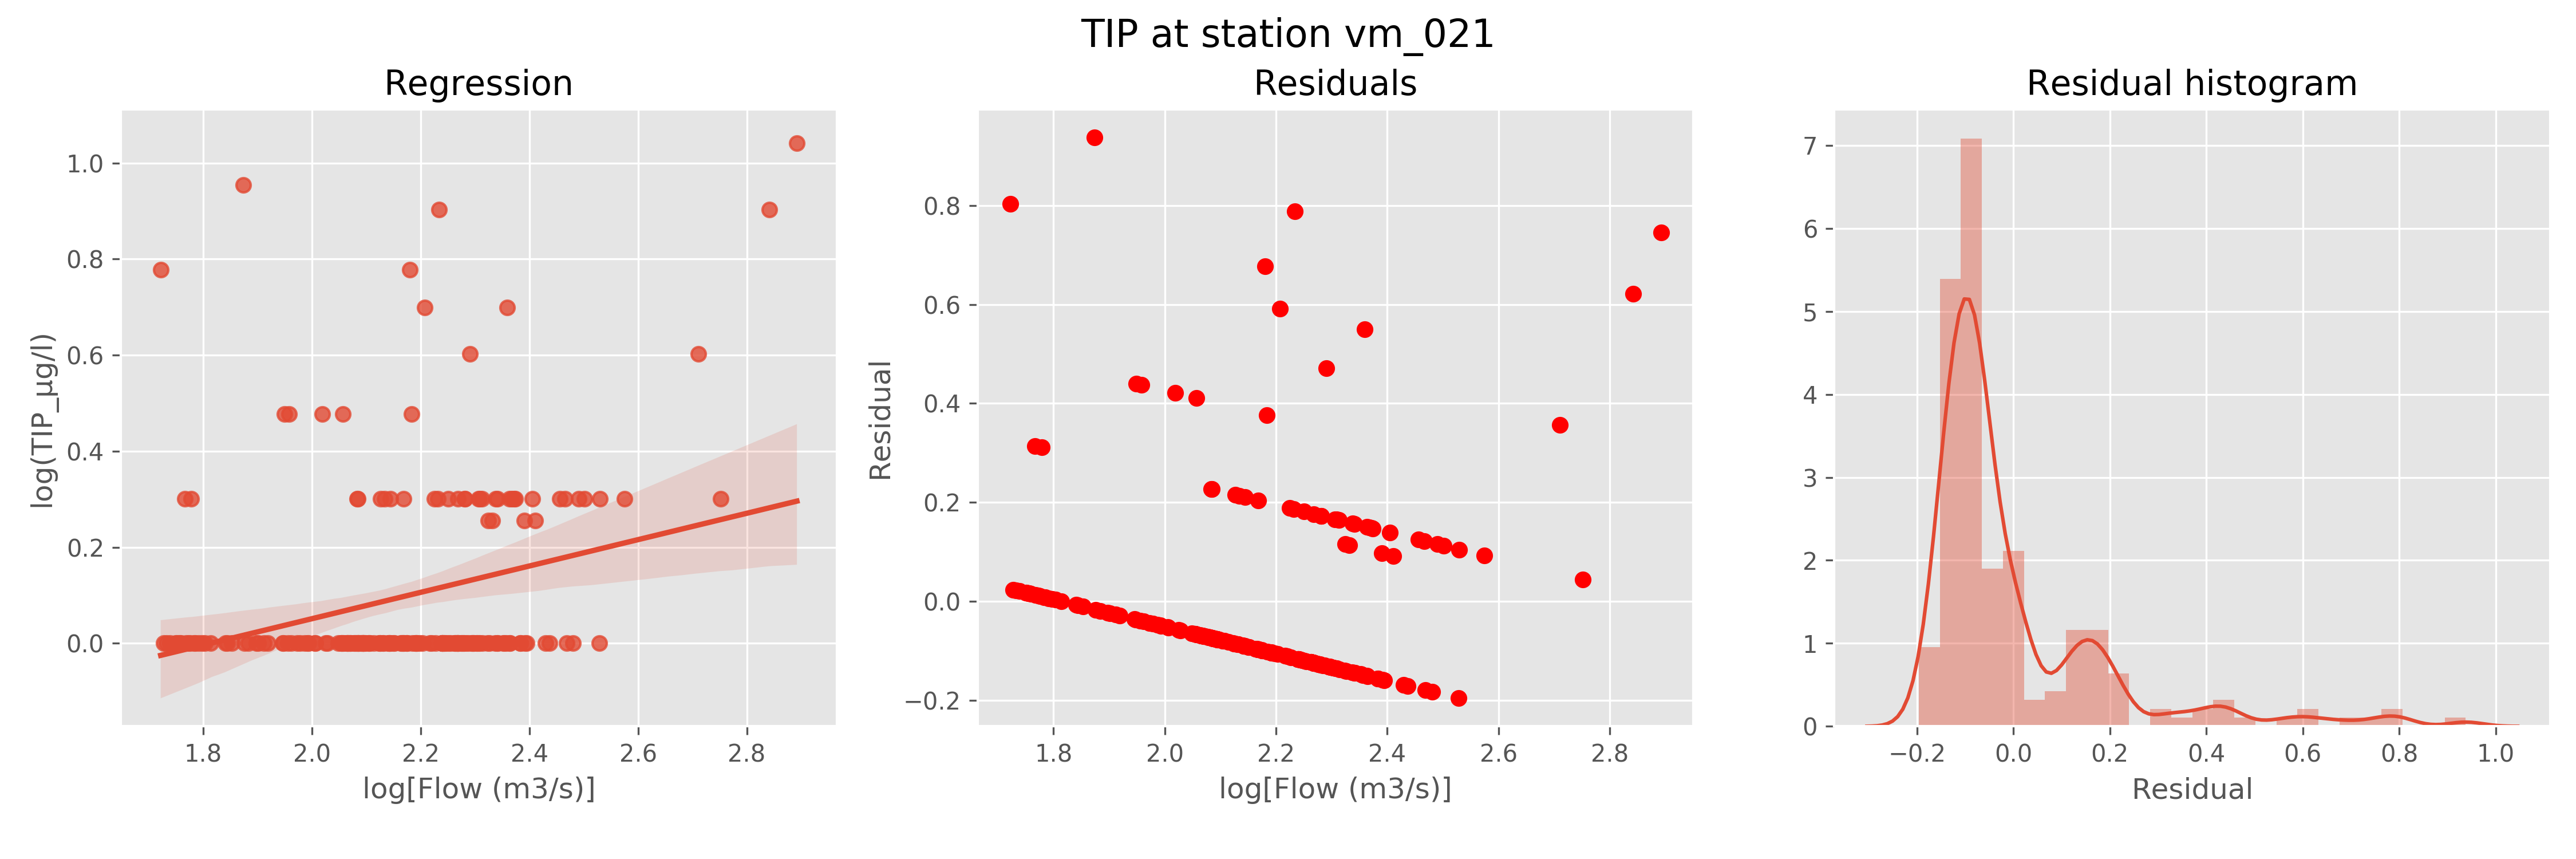 TIP at station vm_021
Regression
1.0
0.8
0.6
0.4
0.2
0.0
log(TIP_µg/l)
1.8 2.0 2.2 2.4 2.6 2.8
log[Flow (m3/s)]
Residuals
0.8
0.6
0.4
0.2
0.0
−0.2
Residual
1.8 2.0 2.2 2.4 2.6 2.8
log[Flow (m3/s)]
Residual histogram
7
6
5
4
3
2
1
0
−0.2 0.0 0.2 0.4 0.6 0.8 1.0
Residual